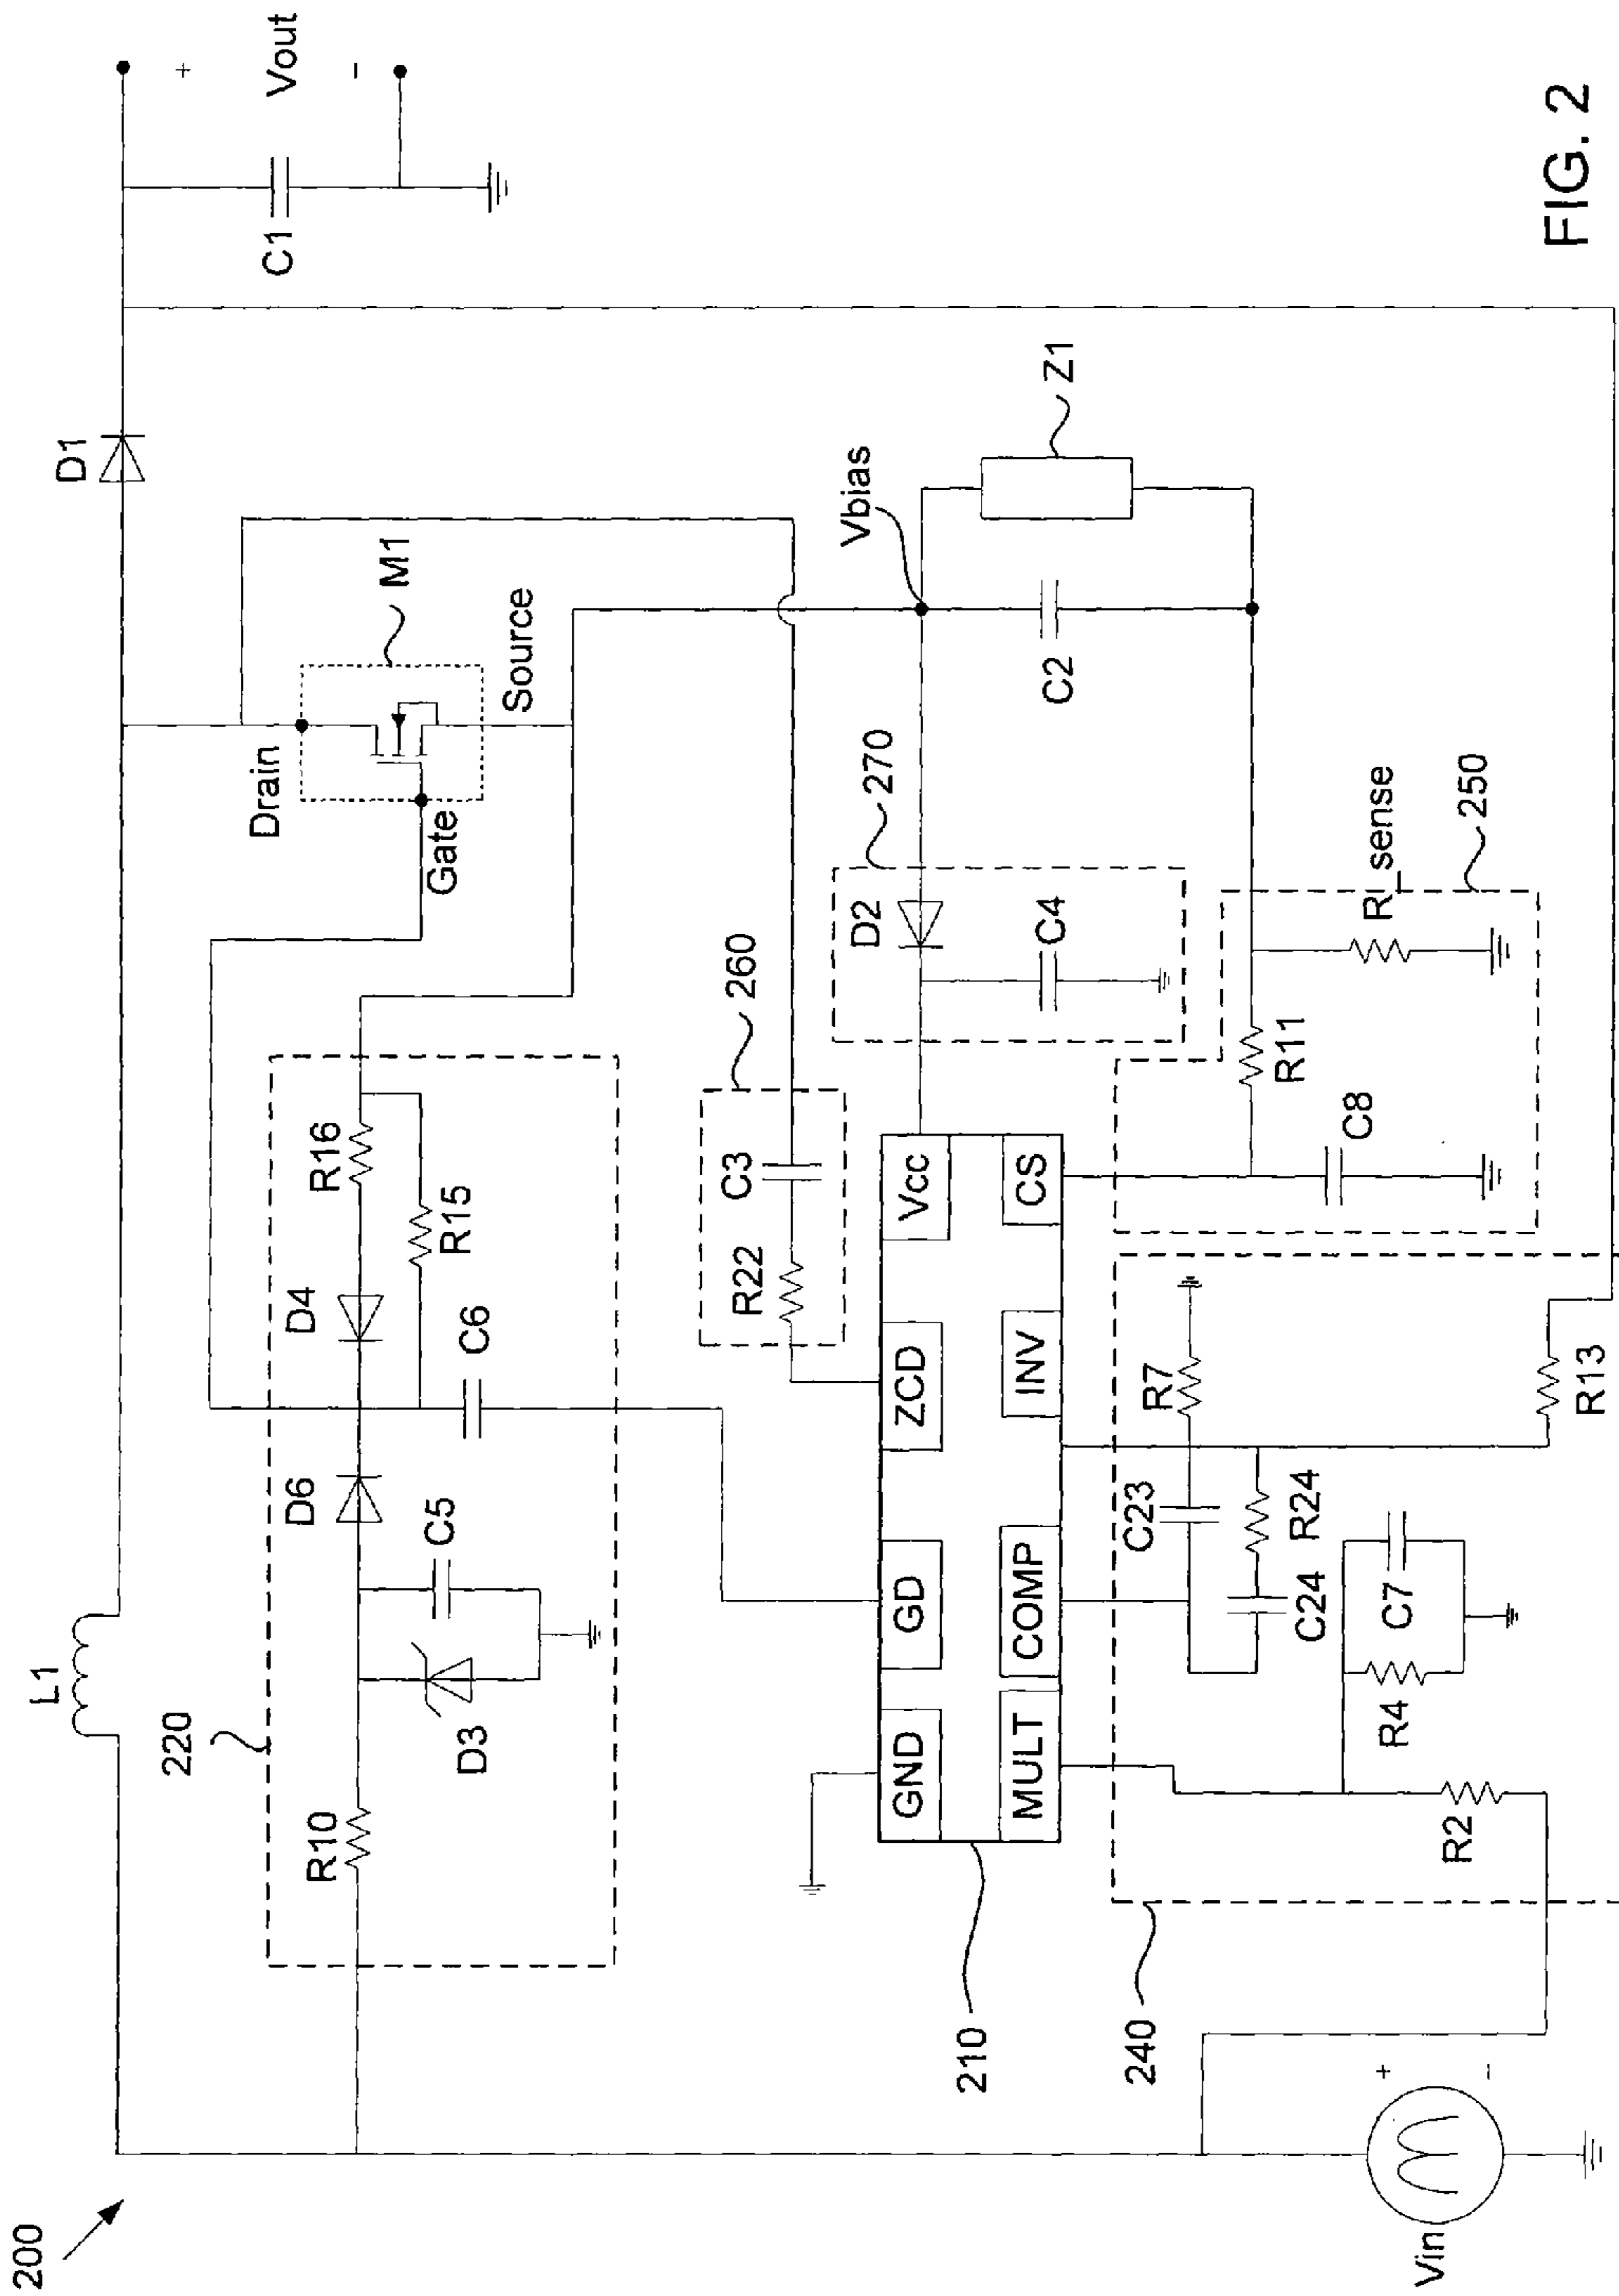 200
L1
D1
+
Vout
-
C1
220
R10
D3
C5
D6
D4
C6
R16
R15
Drain
Gate
M1
Source
260
R22
C3
270
D2
C4
Vbias
Z1
C2
GND
GD
ZCD
Vcc
MULT
COMP
INV
CS
210
240
C23
R7
C24
R24
R4
C7
R2
R13
C8
R11
R_sense
250
Vin
+
-
FIG. 2